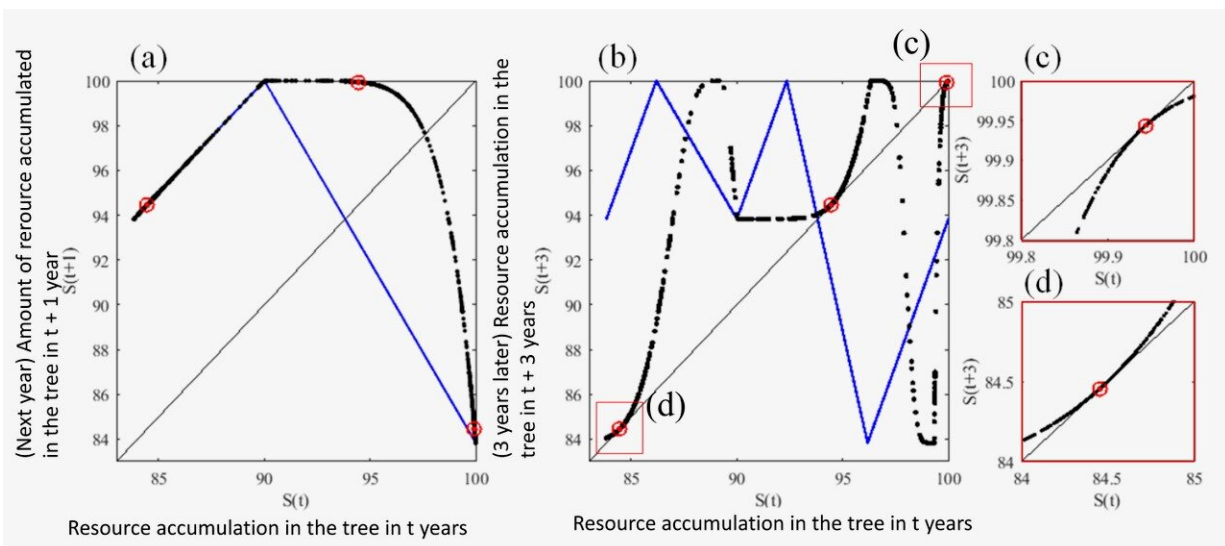 (Next year) Amount of rerource accumulated
in the tree in t + 1 year
(a)
S(t+1)
100
98
96
94
92
90
88
86
84
85
90
95
100
S(t)
Resource accumulation in the tree in t years
(3 years later) Resource accumulation in the
tree in t + 3 years
(b)
(c)
S(t+3)
100
98
96
94
92
90
88
86
84
(d)
85
90
95
100
S(t)
Resource accumulation in the tree in t years
(c)
S(t+3)
100
99.95
99.9
99.85
99.8
99.8
99.9
100
S(t)
(d)
S(t+3)
85
84.5
84
84
84.5
85
S(t)